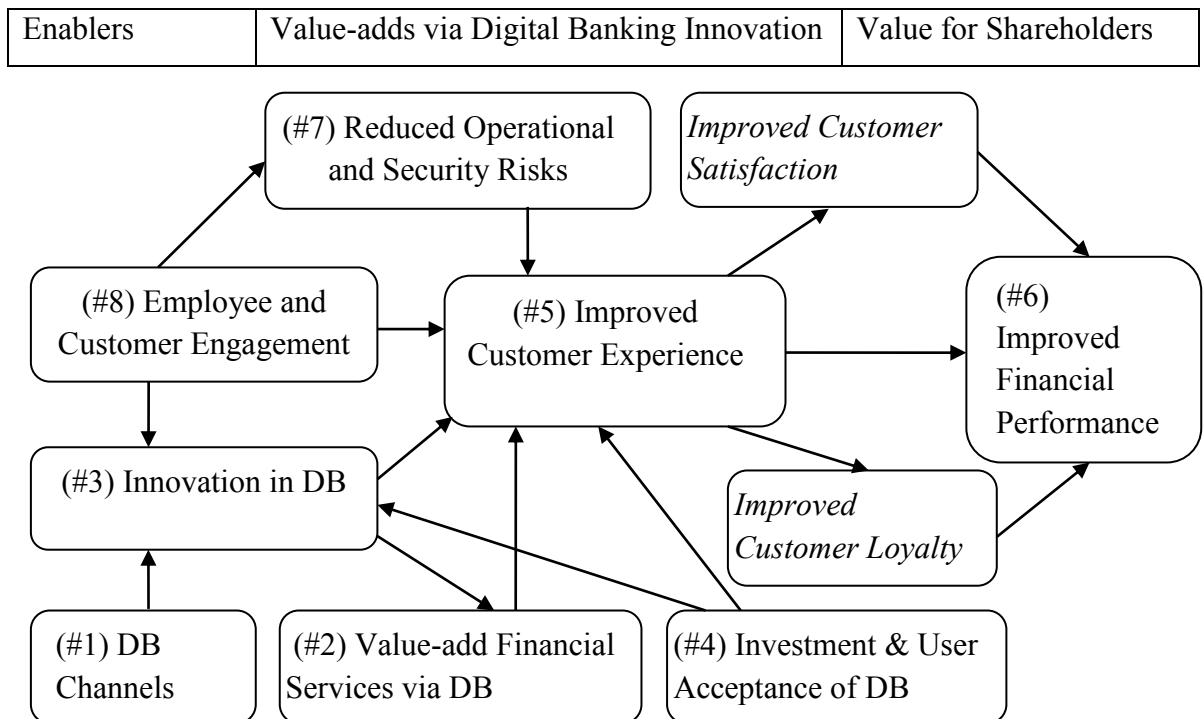 Enablers
Value-adds via Digital Banking Innovation
Value for Shareholders
(#7) Reduced Operational
and Security Risks
Improved Customer
Satisfaction
(#8) Employee and
Customer Engagement
(#5) Improved
Customer Experience
(#6)
Improved
Financial
Performance
(#3) Innovation in DB
Improved
Customer Loyalty
(#1) DB
Channels
(#2) Value-add Financial
Services via DB
(#4) Investment & User
Acceptance of DB